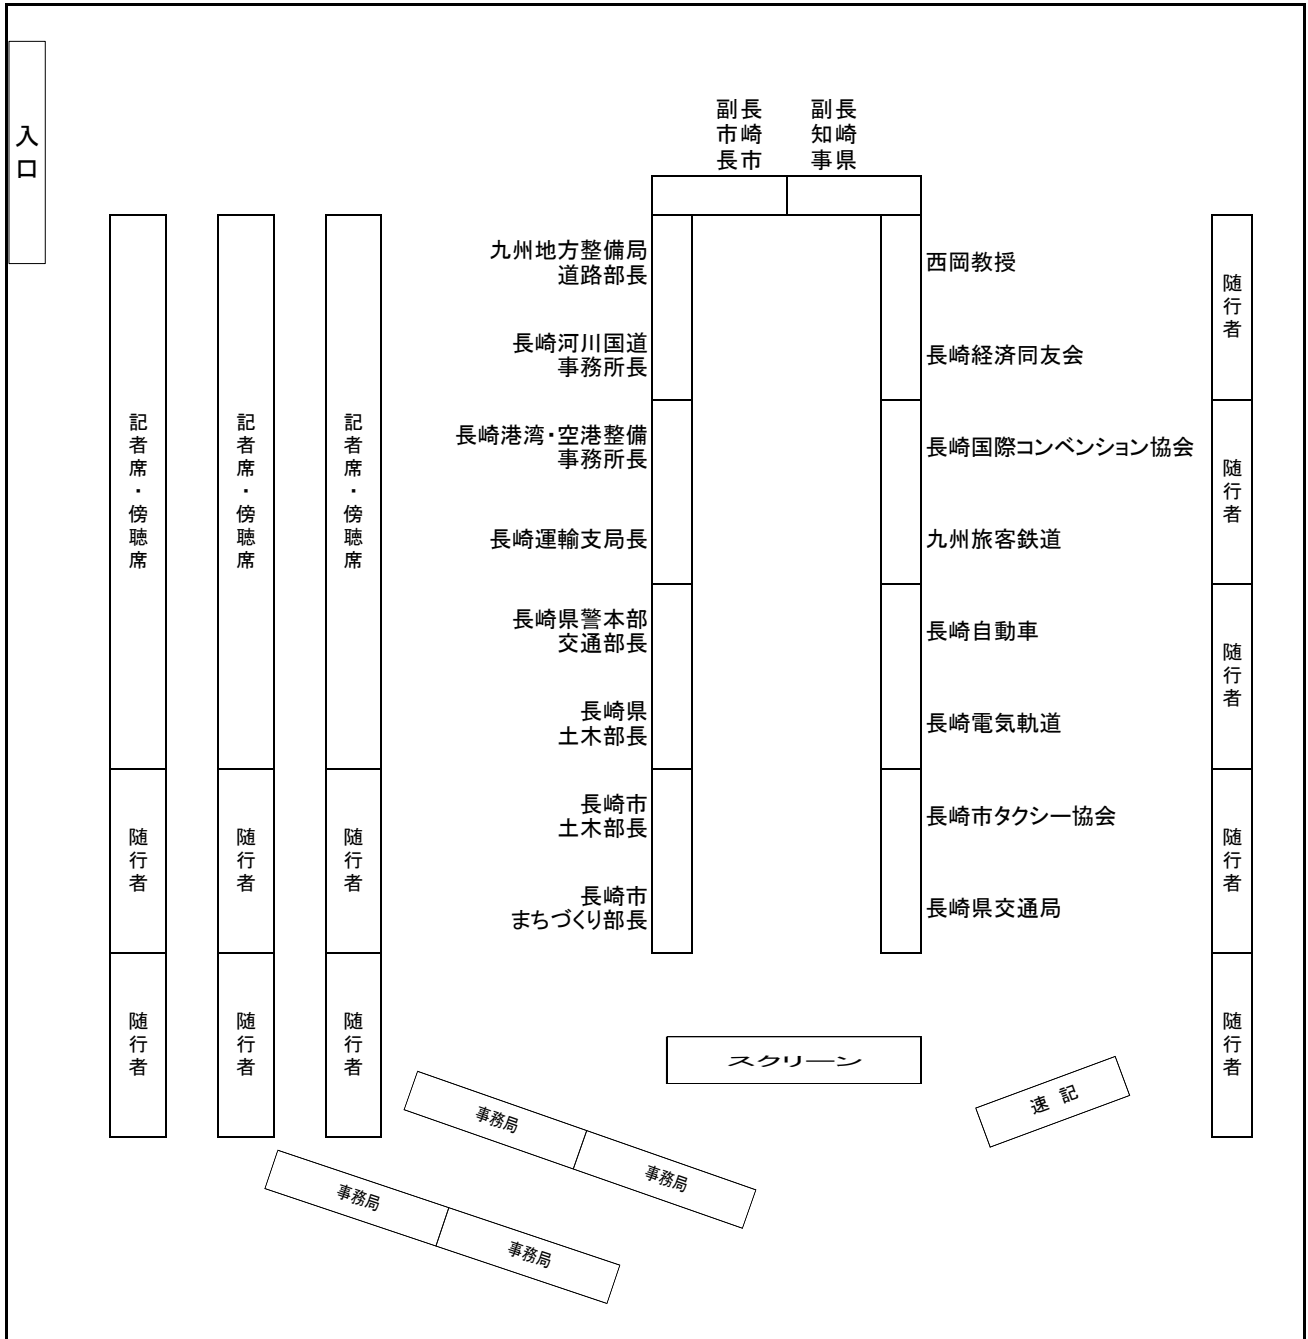 入口
長崎市副市長
長崎県副知事
九州地方整備局
道路部長
長崎河川国道
事務所長
長崎港湾・空港整備
事務所長
長崎運輸支局長
長崎県警本部
交通部長
長崎県
土木部長
長崎市
土木部長
長崎市
まちづくり部長
西岡教授
長崎経済同友会
長崎国際コンベンション協会
九州旅客鉄道
長崎自動車
長崎電気軌道
長崎市タクシー協会
長崎県交通局
記者席・傍聴席
記者席・傍聴席
記者席・傍聴席
随行者
随行者
随行者
随行者
随行者
随行者
随行者
随行者
随行者
随行者
随行者
スクリーン
速記
事務局
事務局
事務局
事務局